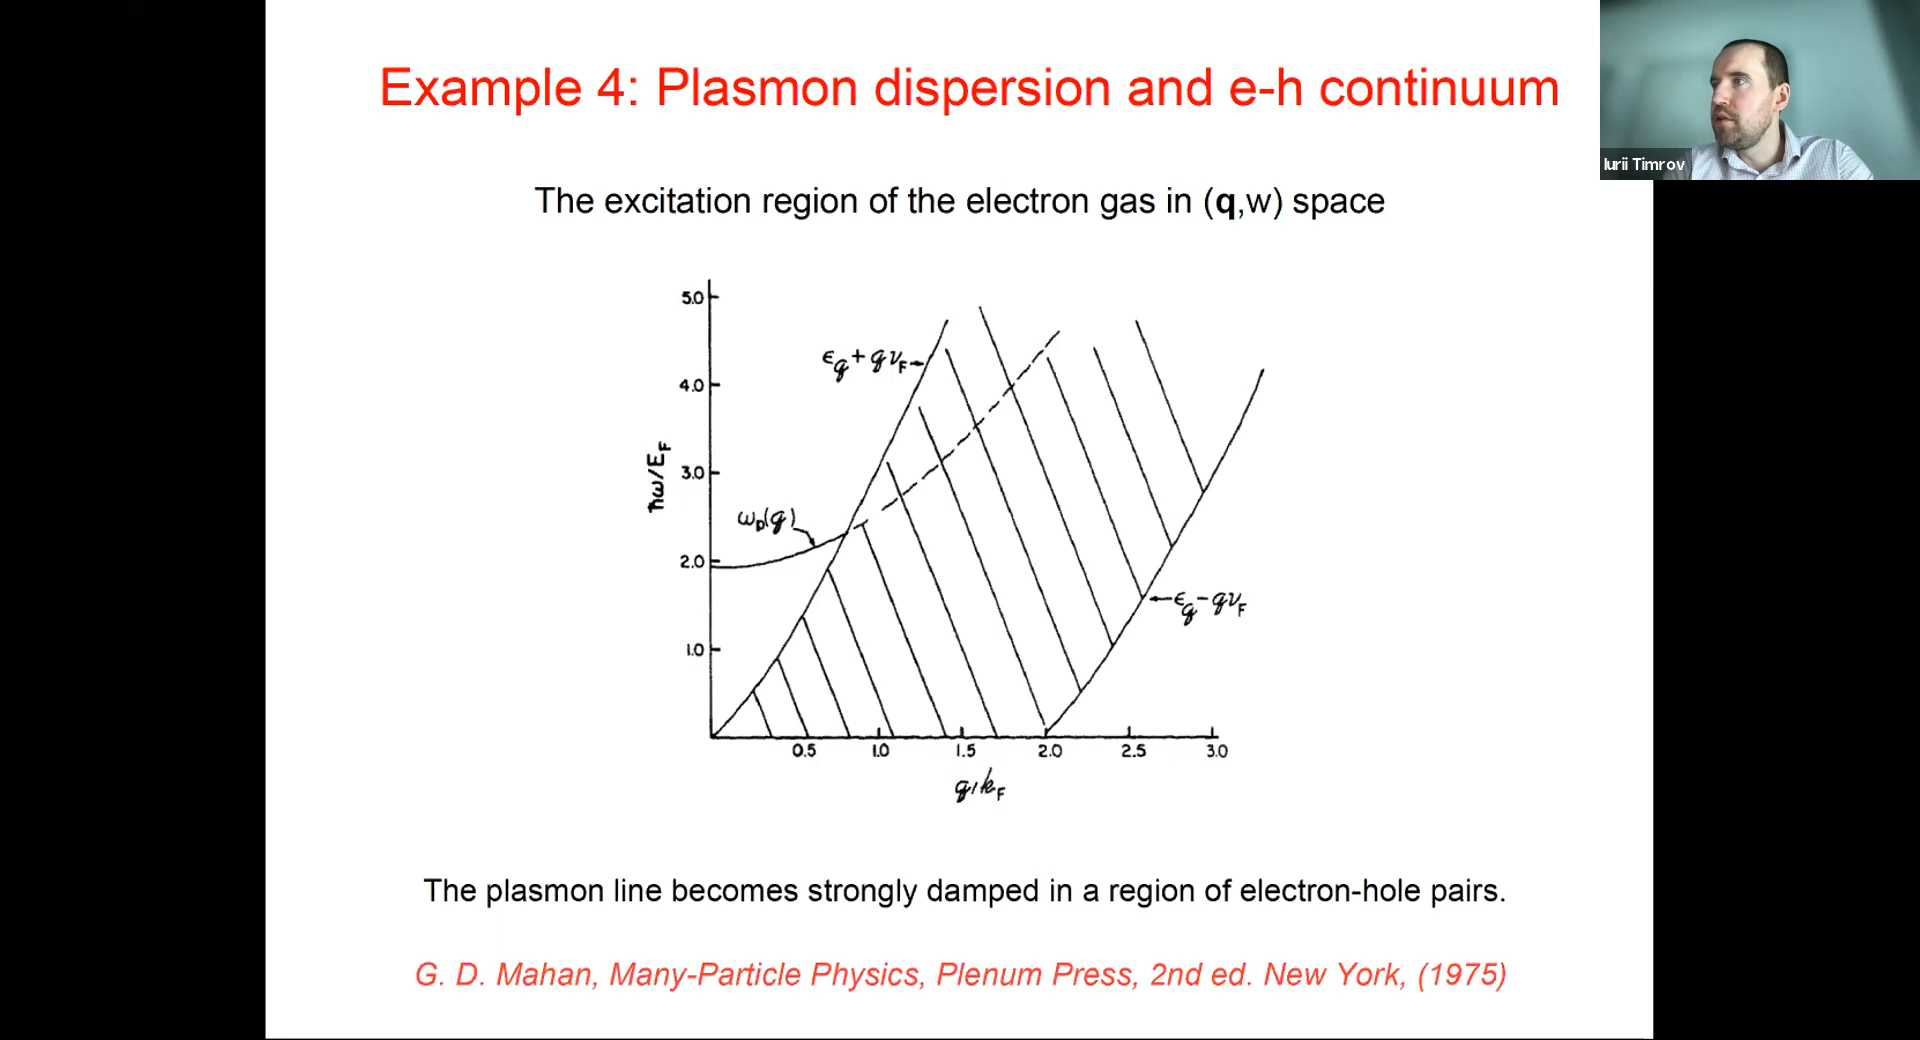 Example 4: Plasmon dispersion and e-h continuum
Iurii Timrov
The excitation region of the electron gas in (q,w) space
5.0
4.0
3.0
2.0
1.0
ħω/E_F
ε_q + qv_F
ω_p(q)
ε_q - qv_F
0.5
1.0
1.5
2.0
2.5
3.0
q/k_F
The plasmon line becomes strongly damped in a region of electron-hole pairs.
G. D. Mahan, Many-Particle Physics, Plenum Press, 2nd ed. New York, (1975)